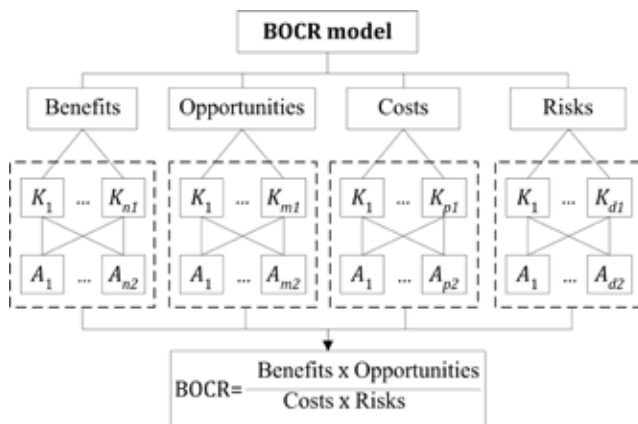 BOCR model
Benefits Opportunities Costs Risks
K1 ... Kn1 K1 ... Km1 K1 ... Kp1 K1 ... Kd1
A1 ... An2 A1 ... Am2 A1 ... Ap2 A1 ... Ad2
Benefits x Opportunities
BOCR=
Costs x Risks